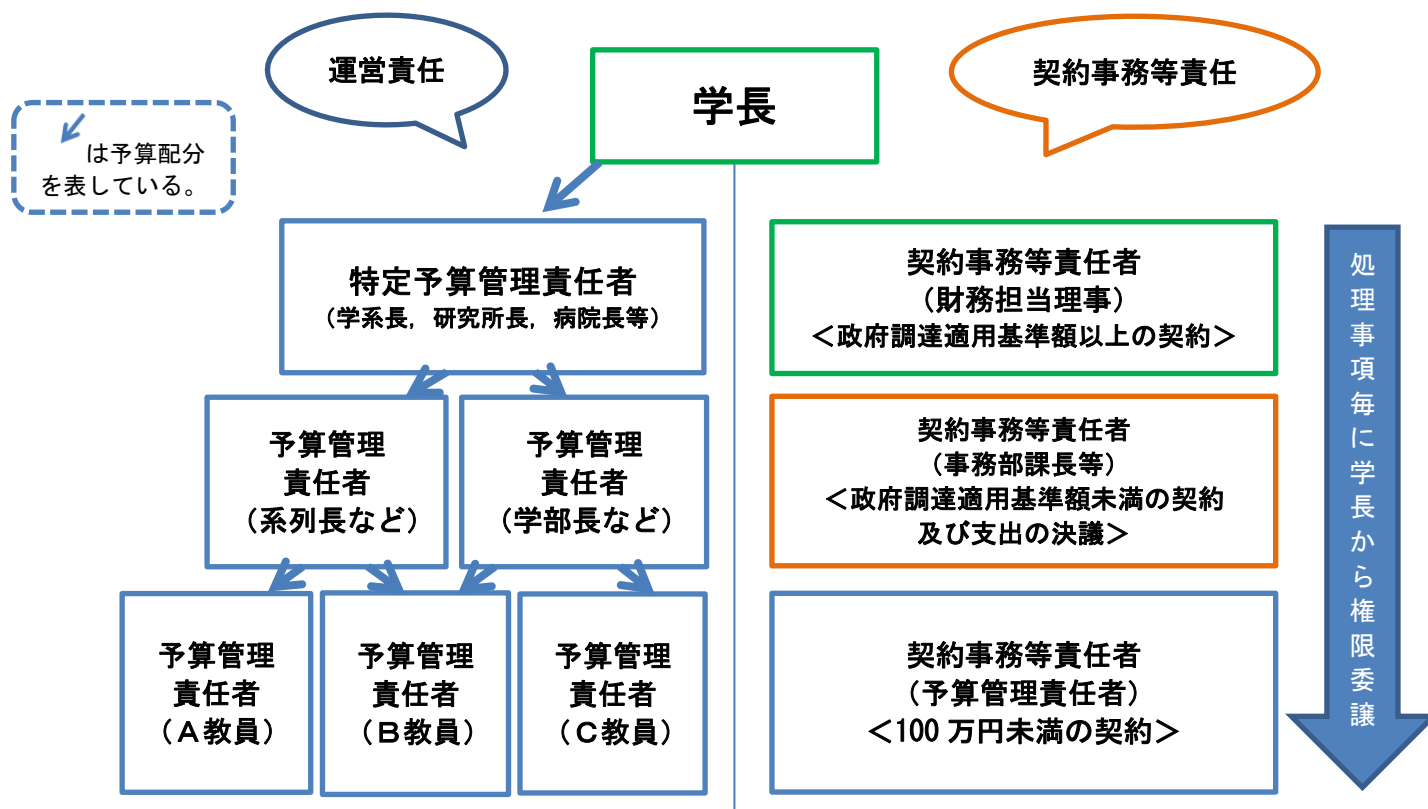 運営責任
学長
契約事務等責任
は予算配分
を表している。
特定予算管理責任者
（学系長，研究所長，病院長等）
契約事務等責任者
（財務担当理事）
＜政府調達適用基準額以上の契約＞
予算管理
責任者
（系列長など）
予算管理
責任者
（学部長など）
契約事務等責任者
（事務部課長等）
＜政府調達適用基準額未満の契約
及び支出の決議＞
予算管理
責任者
（Ａ教員）
予算管理
責任者
（Ｂ教員）
予算管理
責任者
（Ｃ教員）
契約事務等責任者
（予算管理責任者）
＜100 万円未満の契約＞
処理事項毎に学長から権限委譲